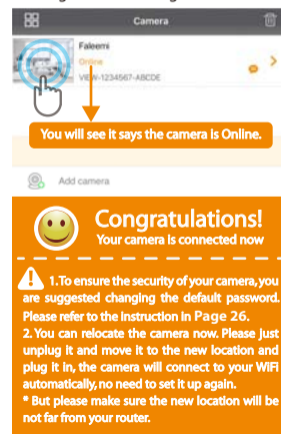 Camera
Faleemi
Online
VIEW-1234567-ABCDE
You will see it says the camera is Online.
Add camera
Congratulations!
Your camera is connected now
1.To ensure the security of your camera,you
are suggested changing the default password.
Please refer to the instruction in Page 26.
2. You can relocate the camera now. Please just
unplug it and move it to the new location and
plug it in, the camera will connect to your WiFi
automatically, no need to set it up again.
* But please make sure the new location will be
not far from your router.